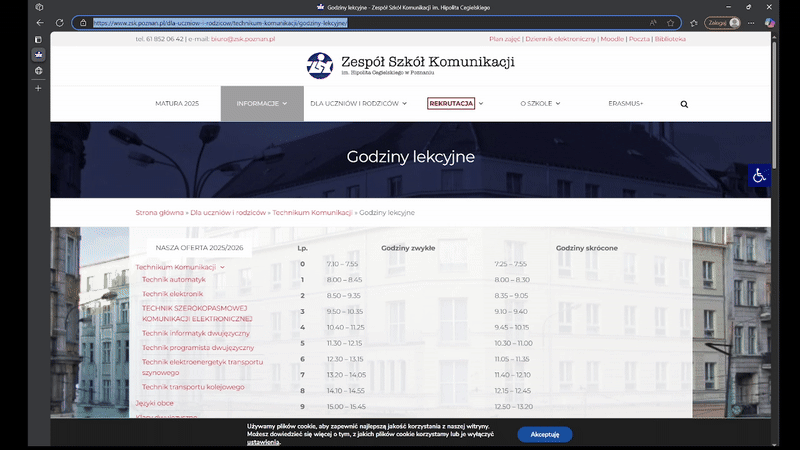 Godziny lekcyjne - Zespół Szkół Komunikacji im. Hipolita Cegielskiego
https://www.zsk.poznan.pl/dla-uczniow-i-rodzicow/technikum-komunikacji/godziny-lekcyjne/
Zaloguj
tel. 61 852 06 42 | e-mail: biuro@zsk.poznan.pl
Plan zajęć | Dziennik elektroniczny | Moodle | Poczta | Biblioteka
Zespół Szkół Komunikacji
im. Hipolita Cegielskiego w Poznaniu
MATURA 2025 INFORMACJE DLA UCZNIÓW I RODZICÓW REKRUTACJA O SZKOLE ERASMUS+
Godziny lekcyjne
Strona główna » Dla uczniów i rodziców » Technikum Komunikacji » Godziny lekcyjne
NASZA OFERTA 2025/2026
Technikum Komunikacji
Technik automatyk
Technik elektronik
TECHNIK SZEROKOPASMOWEJ
KOMUNIKACJI ELEKTRONICZNEJ
Technik informatyk dwujęzyczny
Technik programista dwujęzyczny
Technik elektroenergetyk transportu
szynowego
Technik transportu kolejowego
Języki obce
Lp. Godziny zwykłe Godziny skrócone
0 7.10 – 7.55 7:25 – 7.55
1 8.00 – 8.45 8.00 – 8.30
2 8.50 – 9.35 8.35 – 9.05
3 9.50 – 10.35 9.10 – 9.40
4 10.40 – 11.25 9.45 – 10.15
5 11.30 – 12.15 10.30 – 11.00
6 12.30 – 13.15 11.05 – 11.35
7 13.20 – 14.05 11.40 – 12.10
8 14.10 – 14.55 12.15 – 12.45
9 15.00 – 15.45 12.50 – 13.20
Używamy plików cookie, aby zapewnić najlepszą jakość korzystania z naszej witryny.
Możesz dowiedzieć się więcej o tym, z jakich plików cookie korzystamy lub je wyłączyć
ustawienia.
Akceptuję